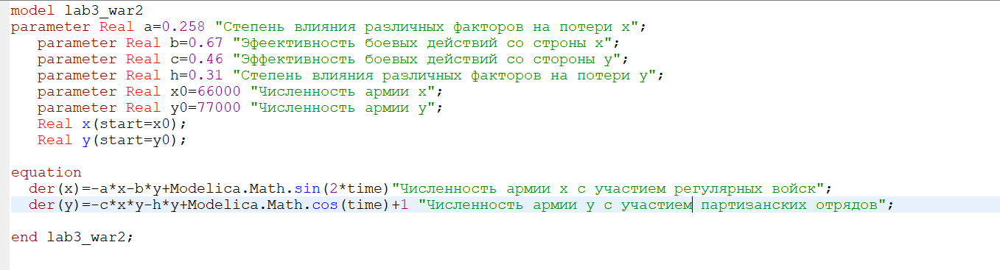 model lab3_war2
parameter Real a=0.258 "Степень влияния различных факторов на потери x";
parameter Real b=0.67 "Эфеективность боевых действий со строны x";
parameter Real c=0.46 "Эффективность боевых действий со стороны y";
parameter Real h=0.31 "Степень влияния различных факторов на потери y";
parameter Real x0=66000 "Численность армии x";
parameter Real y0=77000 "Численность армии y";
Real x(start=x0);
Real y(start=y0);
equation
der(x)=-a*x-b*y+Modelica.Math.sin(2*time)"Численность армии x с участием регулярных войск";
der(y)=-c*x*y-h*y+Modelica.Math.cos(time)+1 "Численность армии y с участием партизанских отрядов";
end lab3_war2;